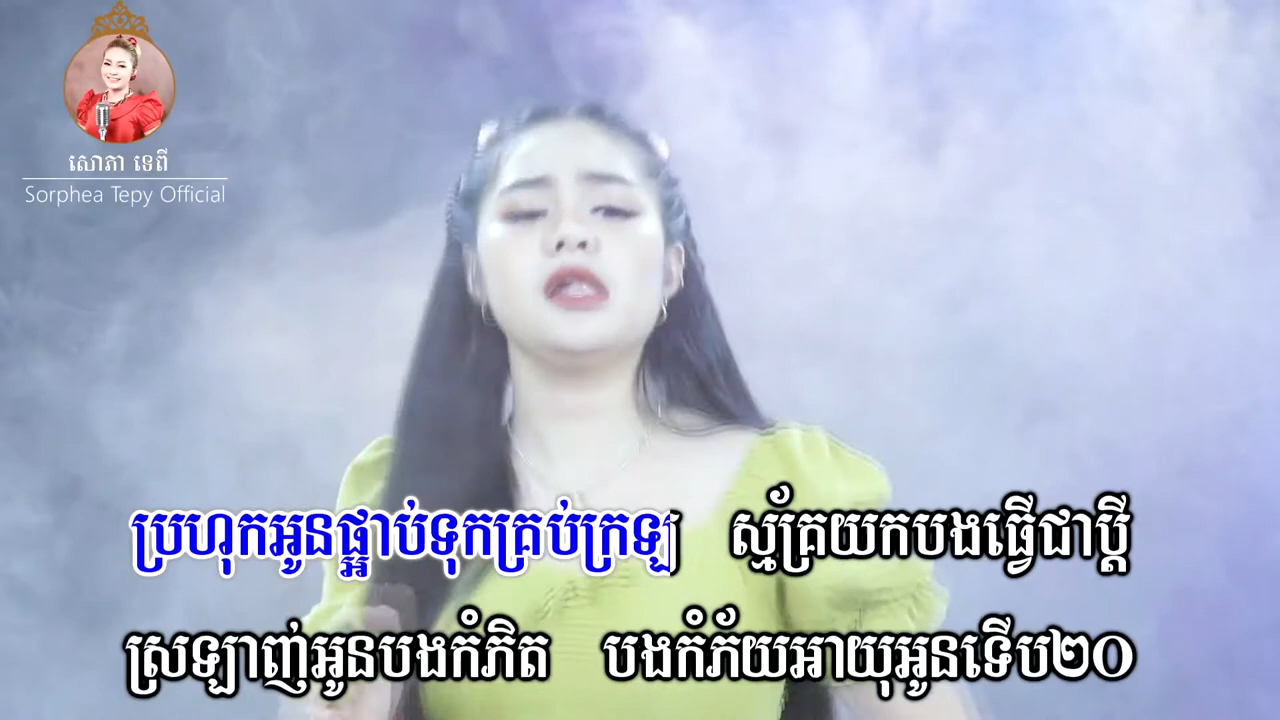 សោភា ទេពី
Sorphea Tepy Official
ប្រហុកអូនផ្អាប់ទុកគ្រប់ក្រឡ ស្ម័គ្រយកបងធ្វើជាប្ដី
ស្រឡាញ់អូនបងកំភិត បងកំភ័យអាយុអូនទើប២០